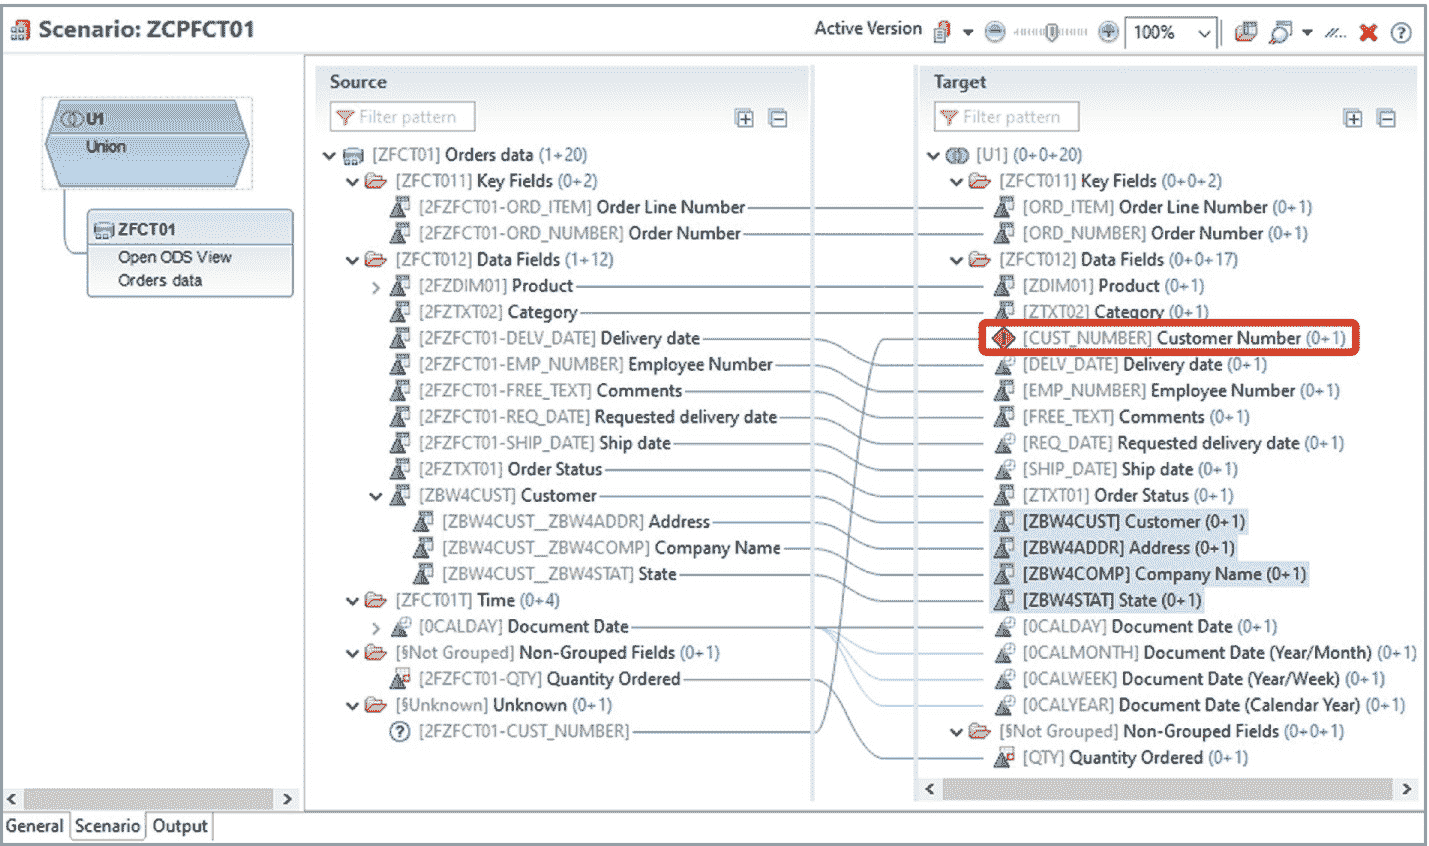 Scenario: ZCPFCT01
Active Version
100%
U1
Union
ZFCT01
Open ODS View
Orders data
Source
Filter pattern
[ZFCT01] Orders data (1+20)
[ZFCT011] Key Fields (0+2)
[2FZFCT01-ORD_ITEM] Order Line Number
[2FZFCT01-ORD_NUMBER] Order Number
[ZFCT012] Data Fields (1+12)
[2FZDIM01] Product
[2FZTXT02] Category
[2FZFCT01-DELV_DATE] Delivery date
[2FZFCT01-EMP_NUMBER] Employee Number
[2FZFCT01-FREE_TEXT] Comments
[2FZFCT01-REQ_DATE] Requested delivery date
[2FZFCT01-SHIP_DATE] Ship date
[2FZTXT01] Order Status
[ZBW4CUST] Customer
[ZBW4CUST__ZBW4ADDR] Address
[ZBW4CUST__ZBW4COMP] Company Name
[ZBW4CUST__ZBW4STAT] State
[ZFCT01T] Time (0+4)
[0CALDAY] Document Date
[§Not Grouped] Non-Grouped Fields (0+1)
[2FZFCT01-QTY] Quantity Ordered
[§Unknown] Unknown (0+1)
[2FZFCT01-CUST_NUMBER]
Target
Filter pattern
[U1] (0+0+20)
[ZFCT011] Key Fields (0+0+2)
[ORD_ITEM] Order Line Number (0+1)
[ORD_NUMBER] Order Number (0+1)
[ZFCT012] Data Fields (0+0+17)
[ZDIM01] Product (0+1)
[ZTXT02] Category (0+1)
[CUST_NUMBER] Customer Number (0+1)
[DELV_DATE] Delivery date (0+1)
[EMP_NUMBER] Employee Number (0+1)
[FREE_TEXT] Comments (0+1)
[REQ_DATE] Requested delivery date (0+1)
[SHIP_DATE] Ship date (0+1)
[ZTXT01] Order Status (0+1)
[ZBW4CUST] Customer (0+1)
[ZBW4ADDR] Address (0+1)
[ZBW4COMP] Company Name (0+1)
[ZBW4STAT] State (0+1)
[0CALDAY] Document Date (0+1)
[0CALMONTH] Document Date (Year/Month) (0+1)
[0CALWEEK] Document Date (Year/Week) (0+1)
[0CALYEAR] Document Date (Calendar Year) (0+1)
[§Not Grouped] Non-Grouped Fields (0+0+1)
[QTY] Quantity Ordered (0+1)
General
Scenario
Output